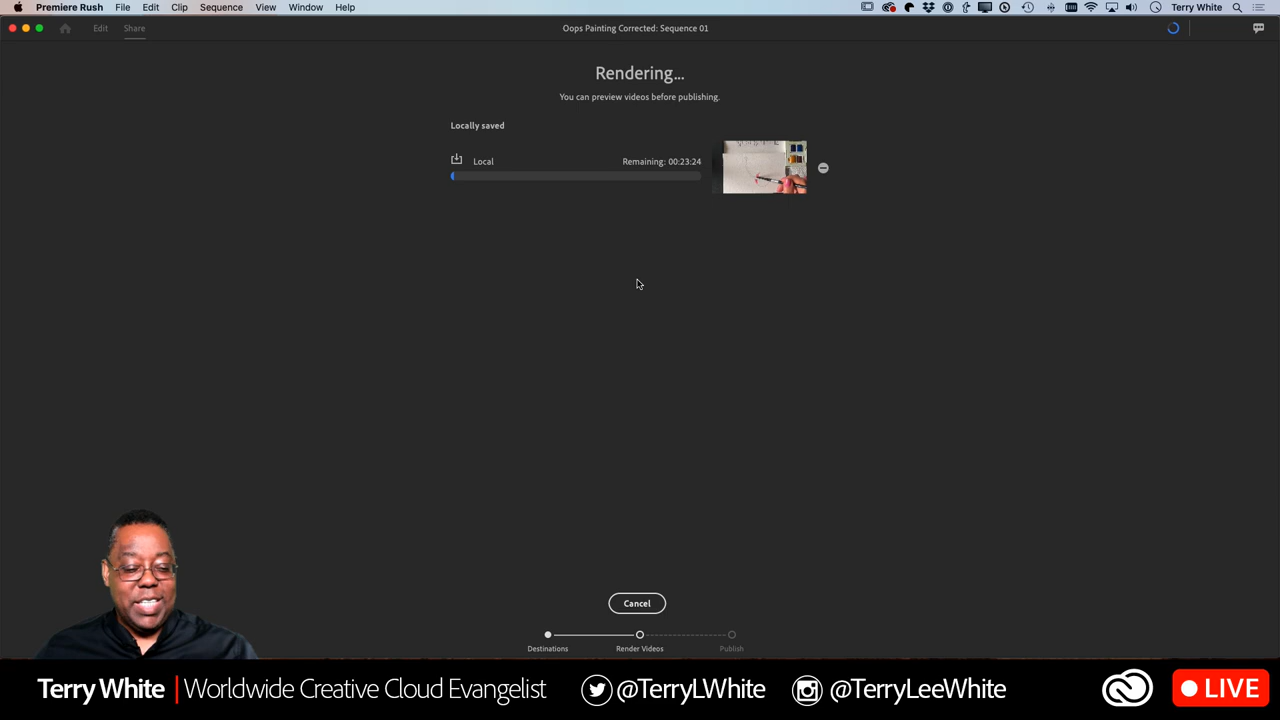 Premiere Rush File Edit Clip Sequence View Window Help Terry White
Edit Share Oops Painting Corrected: Sequence 01
Rendering...
You can preview videos before publishing.
Locally saved
Local Remaining: 00:23:24
Cancel
Destinations Render Videos Publish
Terry White | Worldwide Creative Cloud Evangelist @TerryLWhite @TerryLeeWhite LIVE